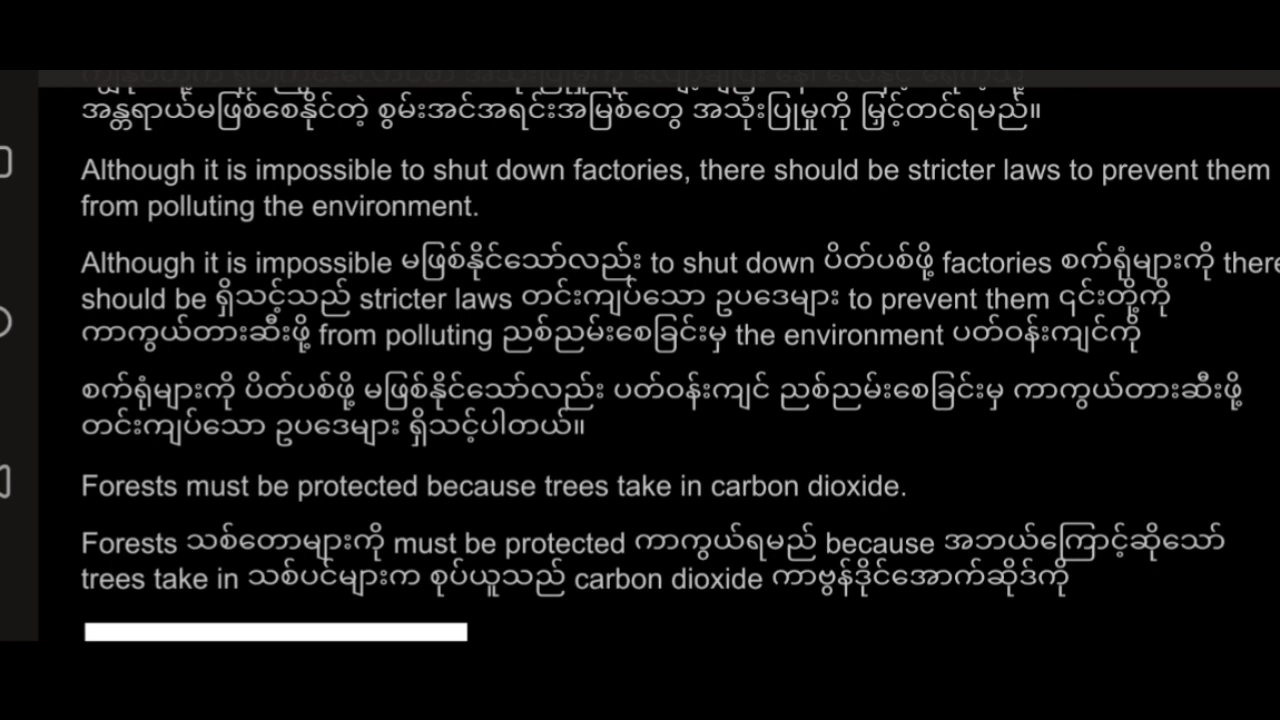 အန္တရာယ်မဖြစ်စေနိုင်တဲ့ စွမ်းအင်အရင်းအမြစ်တွေ အသုံးပြုမှုကို မြှင့်တင်ရမည်။
Although it is impossible to shut down factories, there should be stricter laws to prevent them
from polluting the environment.
Although it is impossible မဖြစ်နိုင်သော်လည်း to shut down ပိတ်ပစ်ဖို့ factories စက်ရုံများကို there
should be ရှိသင့်သည် stricter laws တင်းကျပ်သော ဥပဒေများ to prevent them ၎င်းတို့ကို
ကာကွယ်တားဆီးဖို့ from polluting ညစ်ညမ်းစေခြင်းမှ the environment ပတ်ဝန်းကျင်ကို
စက်ရုံများကို ပိတ်ပစ်ဖို့ မဖြစ်နိုင်သော်လည်း ပတ်ဝန်းကျင် ညစ်ညမ်းစေခြင်းမှ ကာကွယ်တားဆီးဖို့
တင်းကျပ်သော ဥပဒေများ ရှိသင့်ပါတယ်။
Forests must be protected because trees take in carbon dioxide.
Forests သစ်တောများကို must be protected ကာကွယ်ရမည် because အဘယ်ကြောင့်ဆိုသော်
trees take in သစ်ပင်များက စုပ်ယူသည် carbon dioxide ကာဗွန်ဒိုင်အောက်ဆိုဒ်ကို